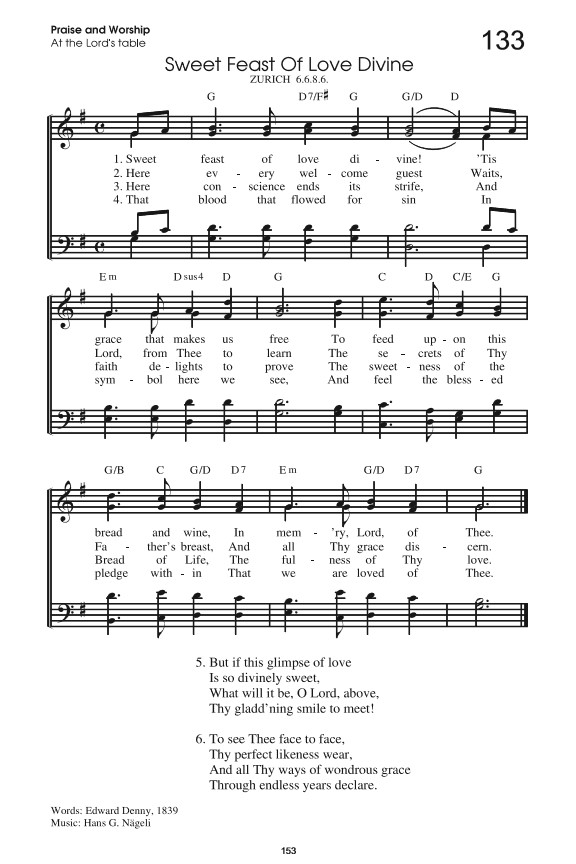 Praise and Worship
At the Lord's table
133
Sweet Feast Of Love Divine
ZURICH 6.6.8.6.
G D7/F♯ G G/D D
1. Sweet feast of love di - vine! 'Tis
2. Here ev - ery wel - come guest Waits,
3. Here con - science ends its strife, And
4. That blood that flowed for sin In
Em Dsus4 D G C D C/E G
grace that makes us free To feed up - on this
Lord, from Thee to learn The se - crets of Thy
faith de - lights to prove The sweet - ness of the
sym - bol here we see, And feel the bless - ed
G/B C G/D D7 Em G/D D7 G
bread and wine, In mem - 'ry, Lord, of Thee.
Fa - ther's breast, And all Thy grace dis - cern.
Bread of Life, The ful - ness of Thy love.
pledge with - in That we are loved of Thee.
5. But if this glimpse of love
Is so divinely sweet,
What will it be, O Lord, above,
Thy gladd'ning smile to meet!
6. To see Thee face to face,
Thy perfect likeness wear,
And all Thy ways of wondrous grace
Through endless years declare.
Words: Edward Denny, 1839
Music: Hans G. Nägeli
153